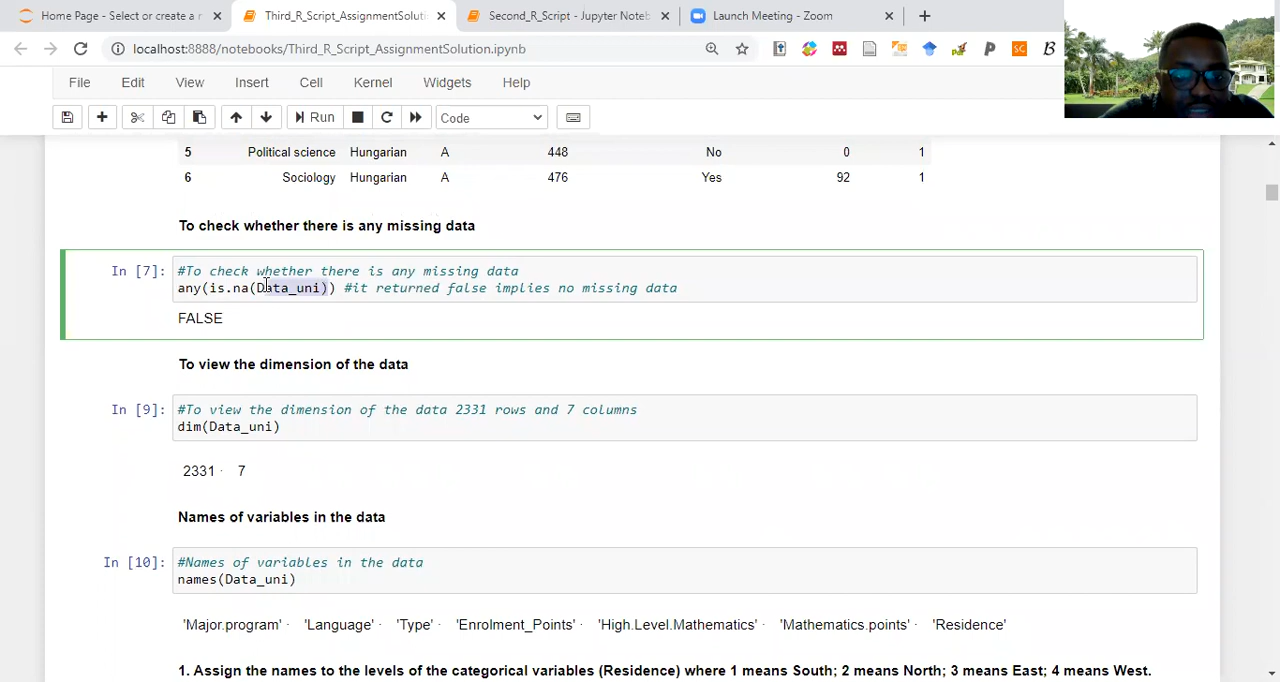 Home Page - Select or create a n
Third_R_Script_AssignmentSolutio
Second_R_Script - Jupyter Noteb
Launch Meeting - Zoom
localhost:8888/notebooks/Third_R_Script_AssignmentSolution.ipynb
SC
File Edit View Insert Cell Kernel Widgets Help
Run Code
5 Political science Hungarian A 448 No 0 1
6 Sociology Hungarian A 476 Yes 92 1
To check whether there is any missing data
In [7]: #To check whether there is any missing data
any(is.na(Data_uni)) #it returned false implies no missing data
FALSE
To view the dimension of the data
In [9]: #To view the dimension of the data 2331 rows and 7 columns
dim(Data_uni)
2331 · 7
Names of variables in the data
In [10]: #Names of variables in the data
names(Data_uni)
'Major.program' · 'Language' · 'Type' · 'Enrolment_Points' · 'High.Level.Mathematics' · 'Mathematics.points' · 'Residence'
1. Assign the names to the levels of the categorical variables (Residence) where 1 means South; 2 means North; 3 means East; 4 means West.